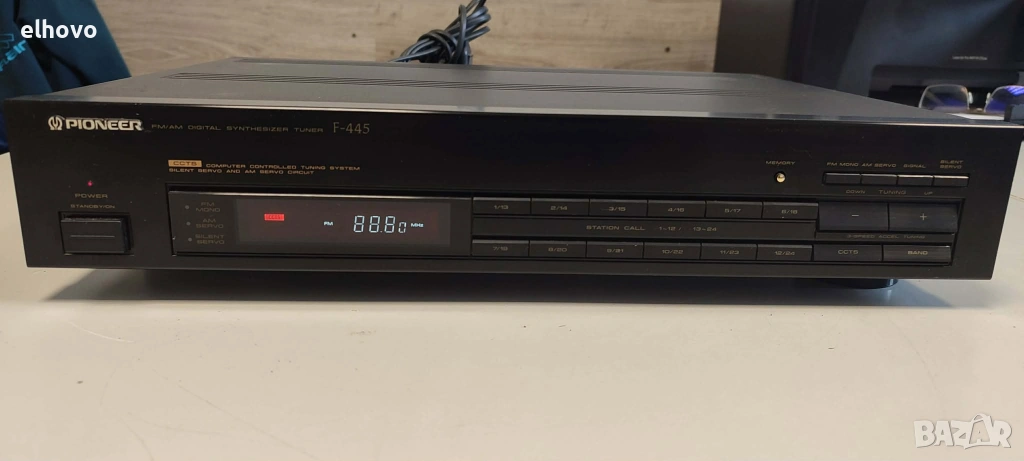 elhovo
PIONEER FM/AM DIGITAL SYNTHESIZER TUNER F-445
CCTS COMPUTER CONTROLLED TUNING SYSTEM
SILENT SERVO AND AM SERVO CIRCUIT
MEMORY
FM MONO AM SERVO SIGNAL SILENT SERVO
DOWN TUNING UP
POWER
STANDBY/ON
FM MONO
AM SERVO
SILENT SERVO
FM 88.80 MHz
1/13 2/14 3/15 4/16 5/17 6/18
− +
STATION CALL 1-12 / 13-24
7/19 8/20 9/21 10/22 11/23 12/24 CCTS BAND
BAZAR